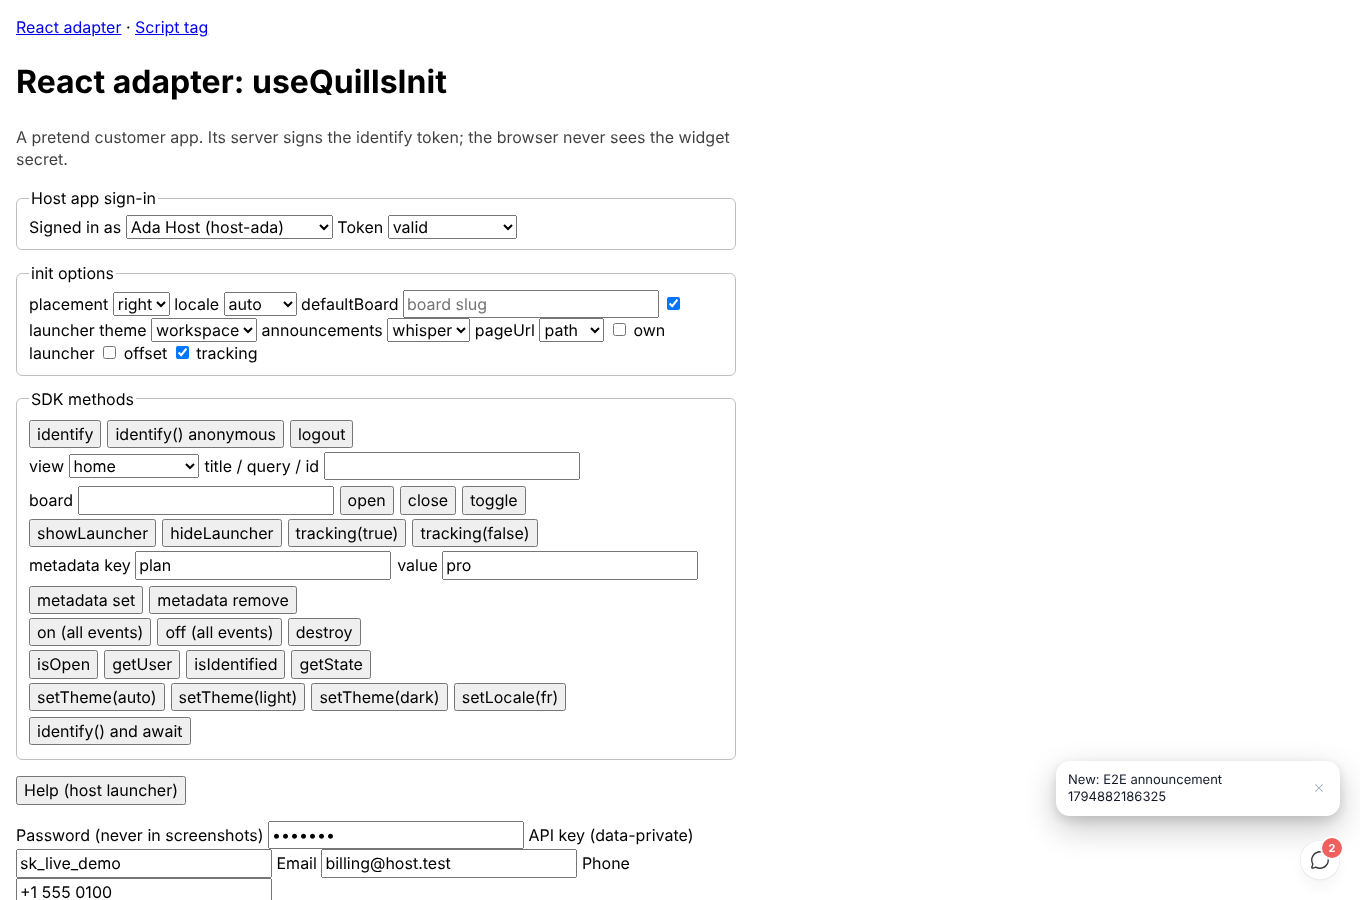 React adapter · Script tag
React adapter: useQuillsInit
A pretend customer app. Its server signs the identify token; the browser never sees the widget
secret.
Host app sign-in
Signed in as Ada Host (host-ada) Token valid
init options
placement right locale auto defaultBoard board slug
launcher theme workspace announcements whisper pageUrl path own
launcher offset tracking
SDK methods
identify identify() anonymous logout
view home title / query / id
board open close toggle
showLauncher hideLauncher tracking(true) tracking(false)
metadata key plan value pro
metadata set metadata remove
on (all events) off (all events) destroy
isOpen getUser isIdentified getState
setTheme(auto) setTheme(light) setTheme(dark) setLocale(fr)
identify() and await
Help (host launcher)
Password (never in screenshots) ••••••• API key (data-private)
sk_live_demo Email billing@host.test Phone
+1 555 0100
New: E2E announcement
1794882186325
2